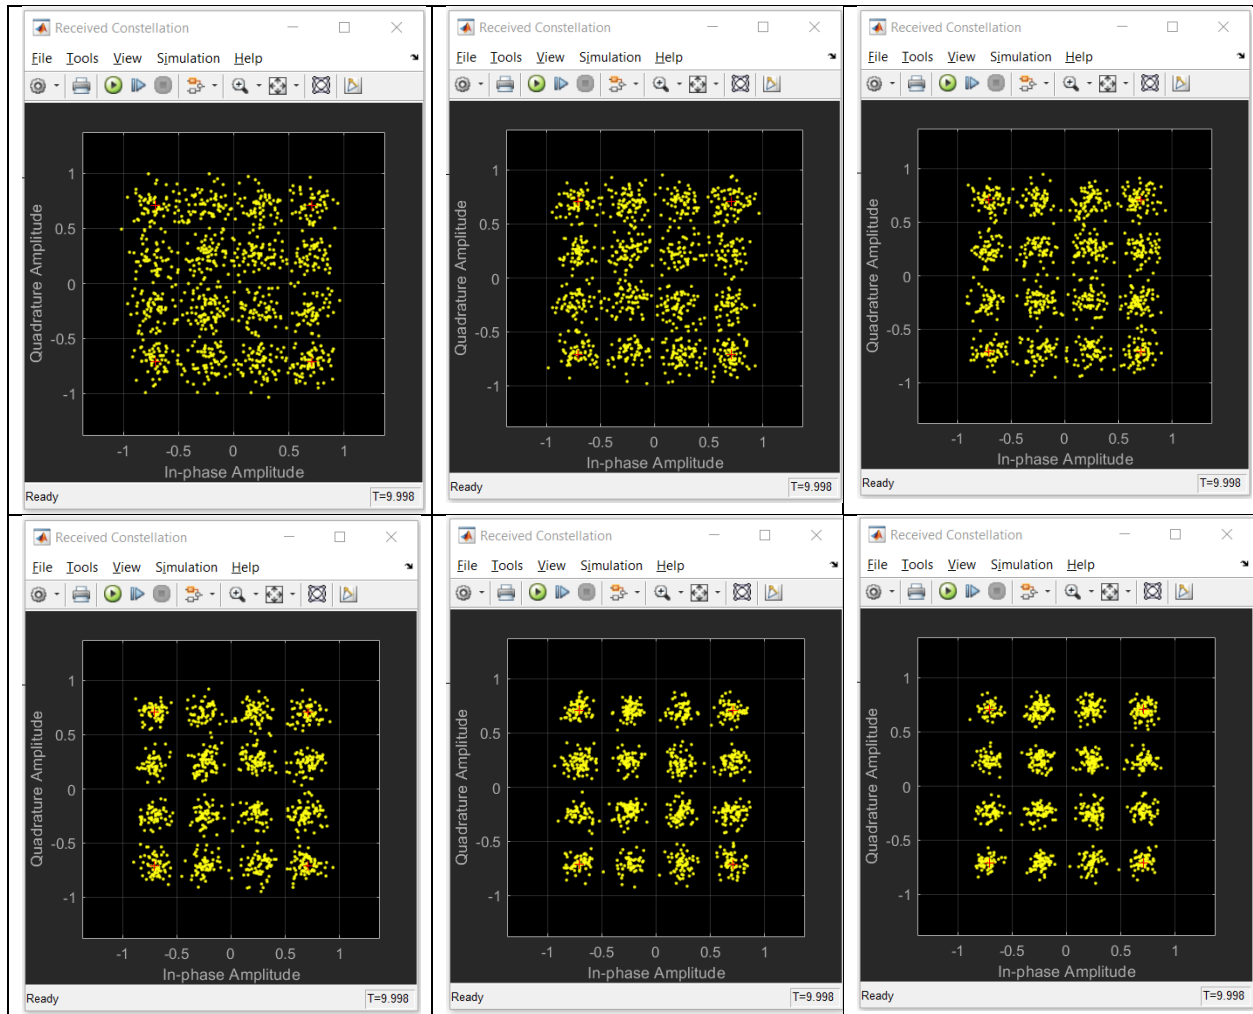 Received Constellation
File Tools View Simulation Help
1
0.5
0
-0.5
-1
Quadrature Amplitude
-1 -0.5 0 0.5 1
In-phase Amplitude
Ready T=9.998
Received Constellation
File Tools View Simulation Help
1
0.5
0
-0.5
-1
Quadrature Amplitude
-1 -0.5 0 0.5 1
In-phase Amplitude
Ready T=9.998
Received Constellation
File Tools View Simulation Help
1
0.5
0
-0.5
-1
Quadrature Amplitude
-1 -0.5 0 0.5 1
In-phase Amplitude
Ready T=9.998
Received Constellation
File Tools View Simulation Help
1
0.5
0
-0.5
-1
Quadrature Amplitude
-1 -0.5 0 0.5 1
In-phase Amplitude
Ready T=9.998
Received Constellation
File Tools View Simulation Help
1
0.5
0
-0.5
-1
Quadrature Amplitude
-1 -0.5 0 0.5 1
In-phase Amplitude
Ready T=9.998
Received Constellation
File Tools View Simulation Help
1
0.5
0
-0.5
-1
Quadrature Amplitude
-1 -0.5 0 0.5 1
In-phase Amplitude
Ready T=9.998